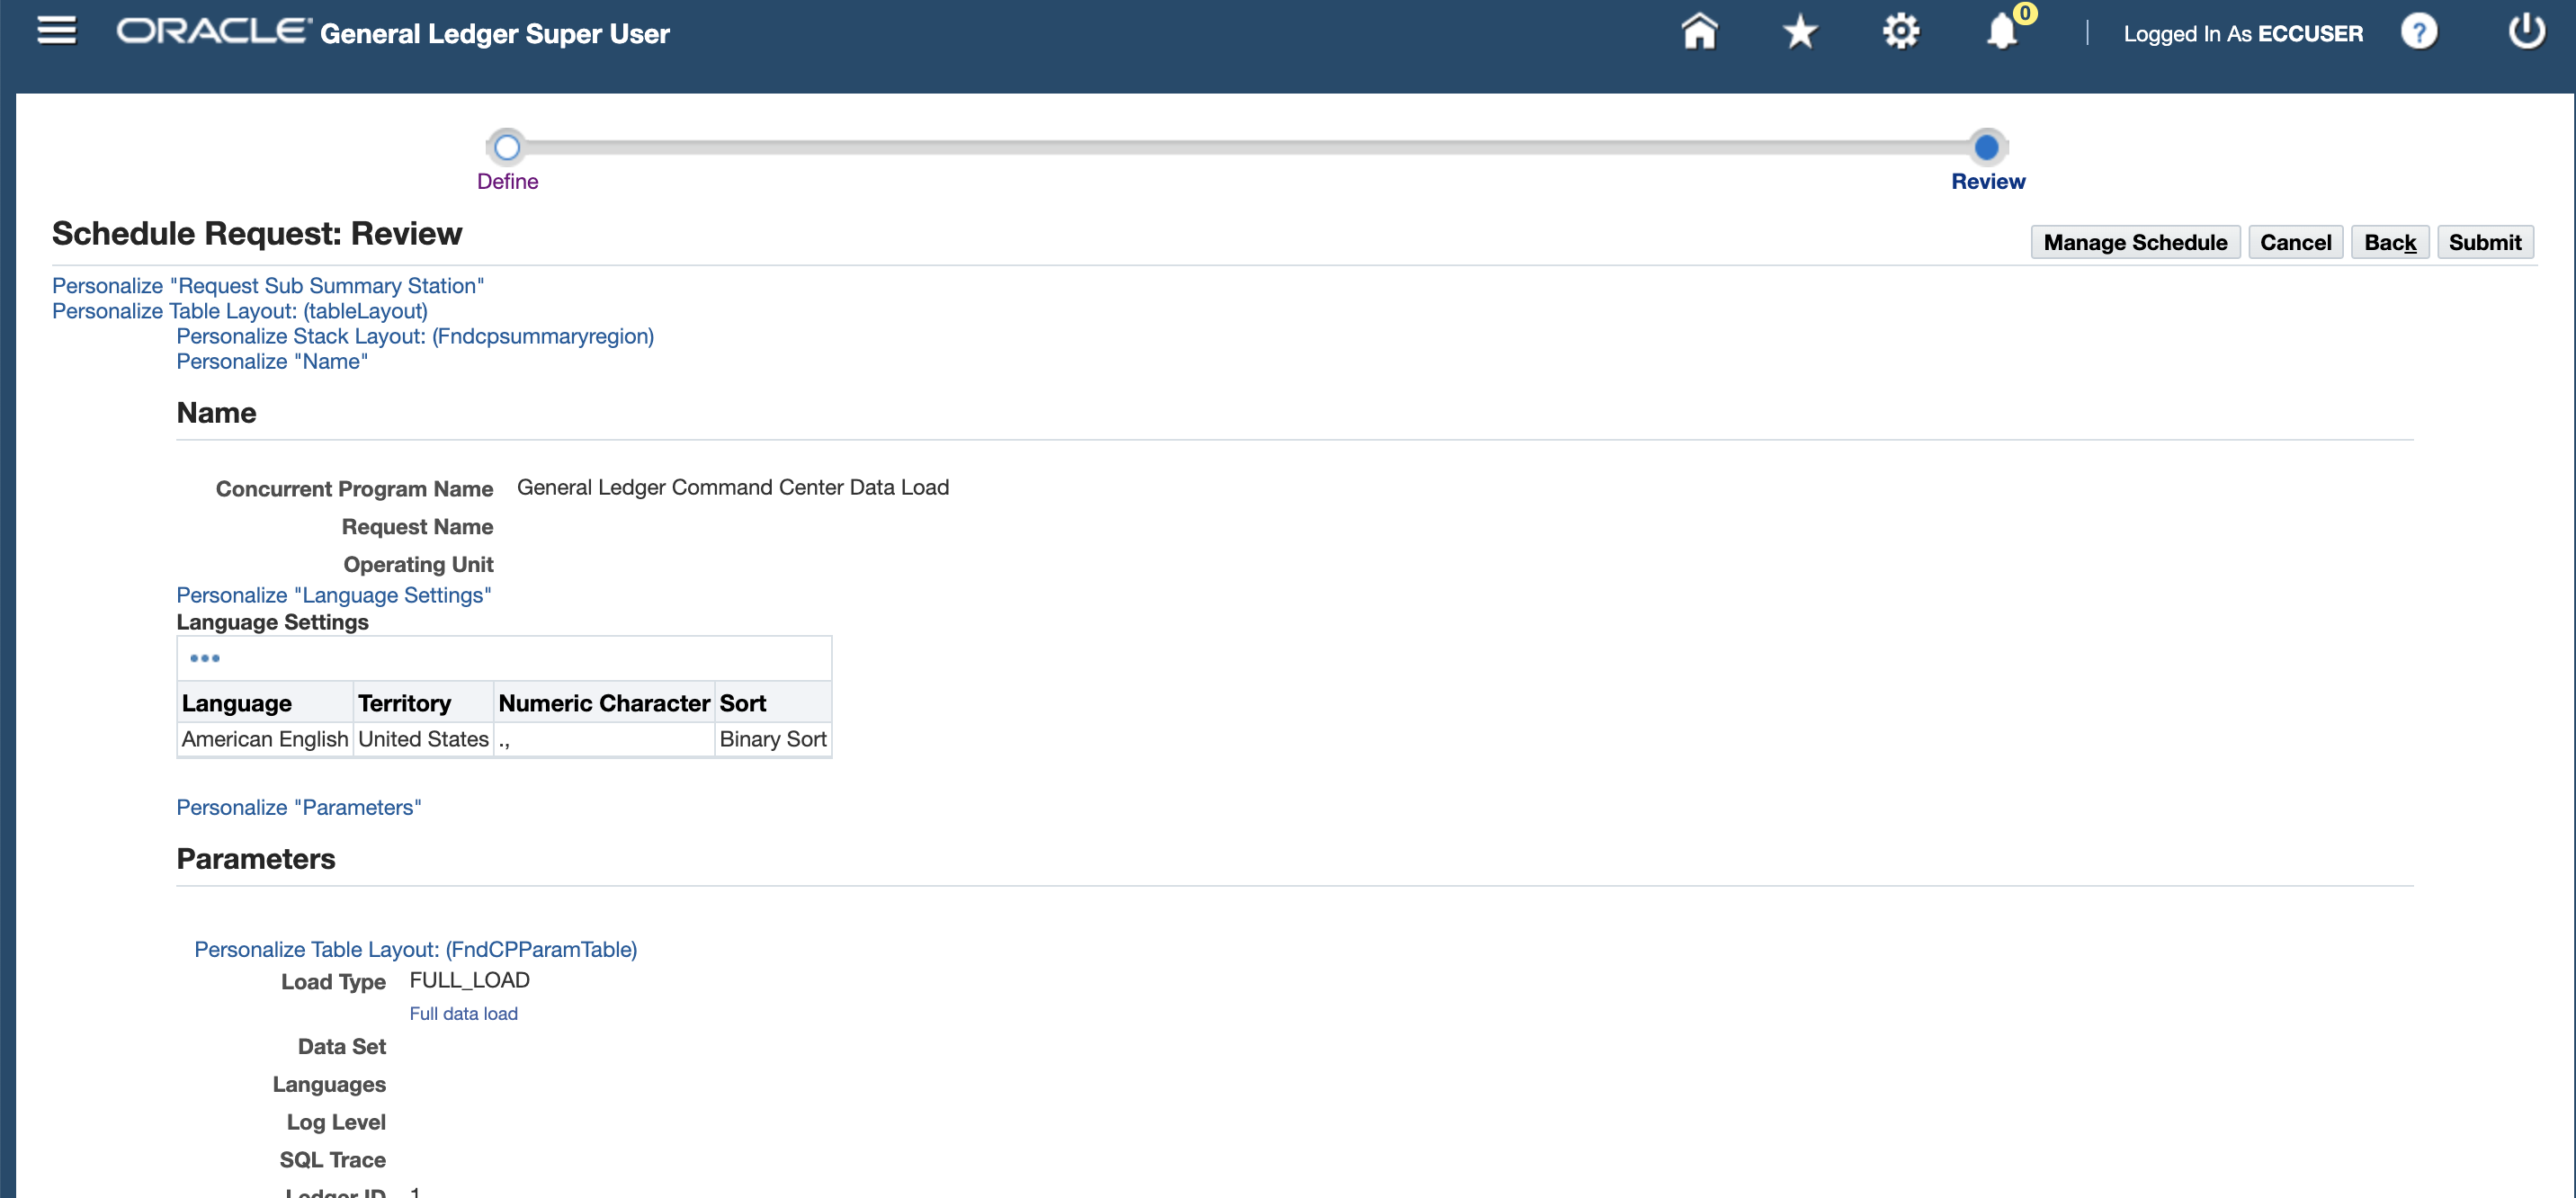 ORACLE General Ledger Super User
0
Logged In As ECCUSER
?
Define
Review
Schedule Request: Review
Manage Schedule
Cancel
Back
Submit
Personalize "Request Sub Summary Station"
Personalize Table Layout: (tableLayout)
Personalize Stack Layout: (Fndcpsummaryregion)
Personalize "Name"
Name
Concurrent Program Name General Ledger Command Center Data Load
Request Name
Operating Unit
Personalize "Language Settings"
Language Settings
Language Territory Numeric Character Sort
American English United States ., Binary Sort
Personalize "Parameters"
Parameters
Personalize Table Layout: (FndCPParamTable)
Load Type FULL_LOAD
Full data load
Data Set
Languages
Log Level
SQL Trace
Ledger ID 1